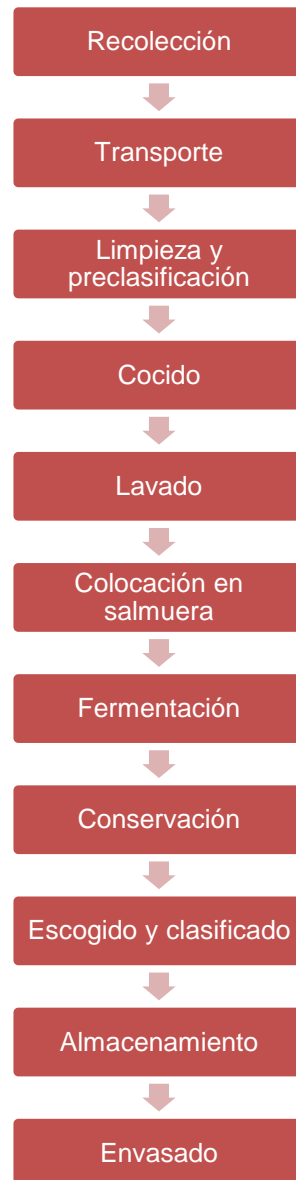 Recolección
Transporte
Limpieza y
preclasificación
Cocido
Lavado
Colocación en
salmuera
Fermentación
Conservación
Escogido y clasificado
Almacenamiento
Envasado